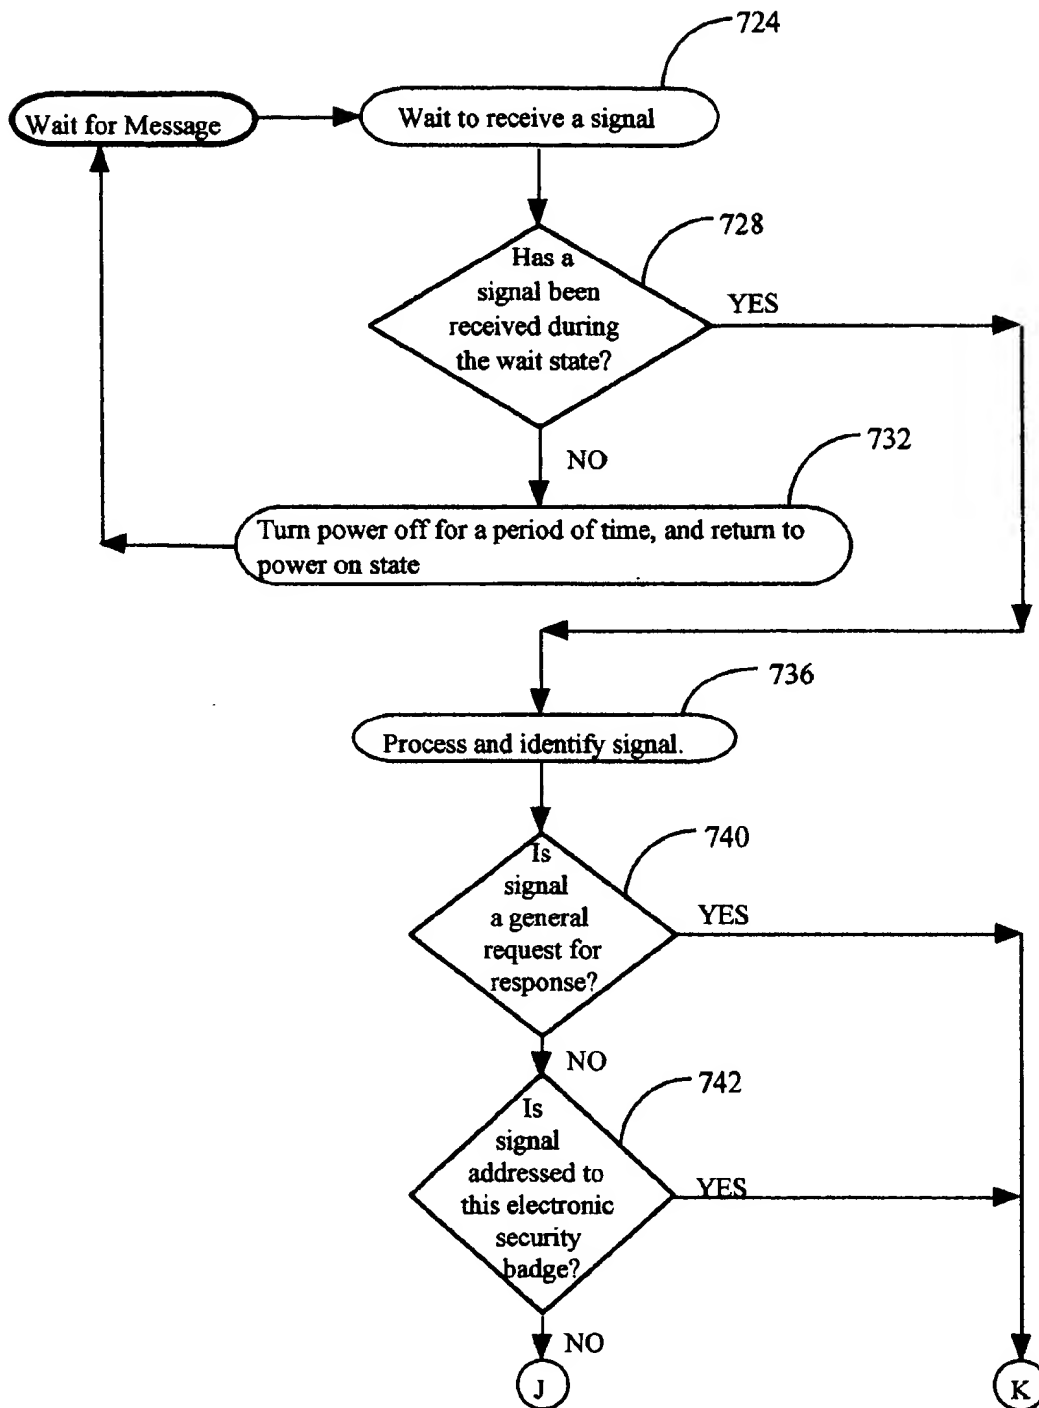 724
Wait for Message
Wait to receive a signal
728
Has a
signal been
received during
the wait state?
YES
732
NO
Turn power off for a period of time, and return to
power on state
736
Process and identify signal.
740
Is
signal
a general
request for
response?
YES
NO
742
Is
signal
addressed to
this electronic
security
badge?
YES
NO
J
K